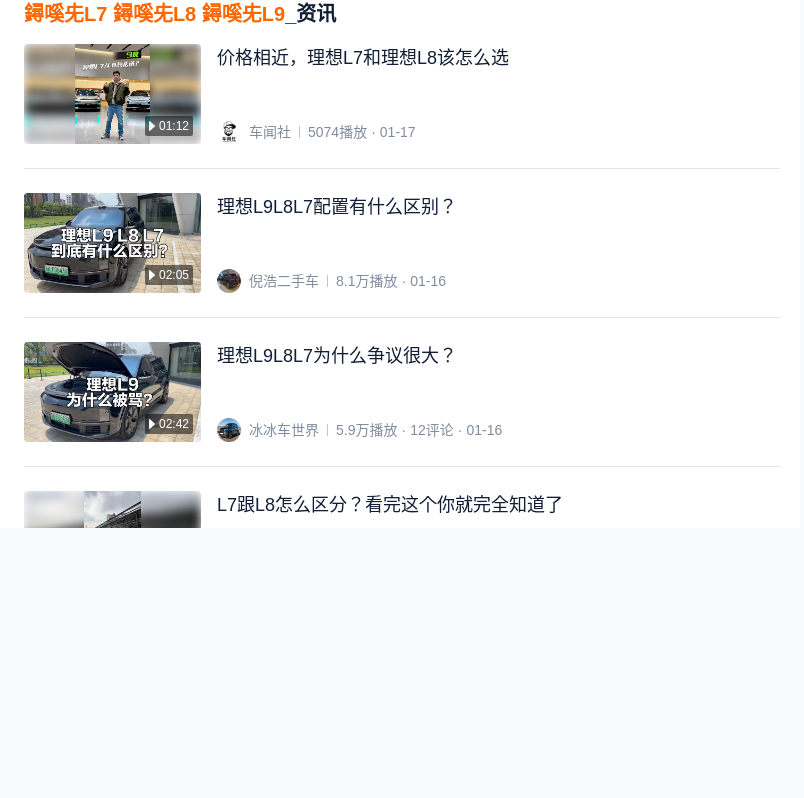 鐞嗘兂L7 鐞嗘兂L8 鐞嗘兂L9_资讯
01:12
价格相近，理想L7和理想L8该怎么选
车闻社 5074播放 · 01-17
理想L9 L8 L7
到底有什么区别?
02:05
理想L9L8L7配置有什么区别？
倪浩二手车 8.1万播放 · 01-16
理想L9
为什么被骂?
02:42
理想L9L8L7为什么争议很大？
冰冰车世界 5.9万播放 · 12评论 · 01-16
L7跟L8怎么区分？看完这个你就完全知道了